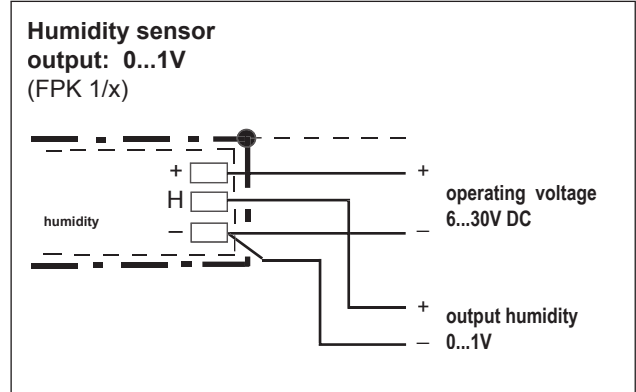 Humidity sensor
output: 0...1V
(FPK 1/x)
+
H
–
humidity
+
operating voltage
6...30V DC
–
+
output humidity
– 0...1V